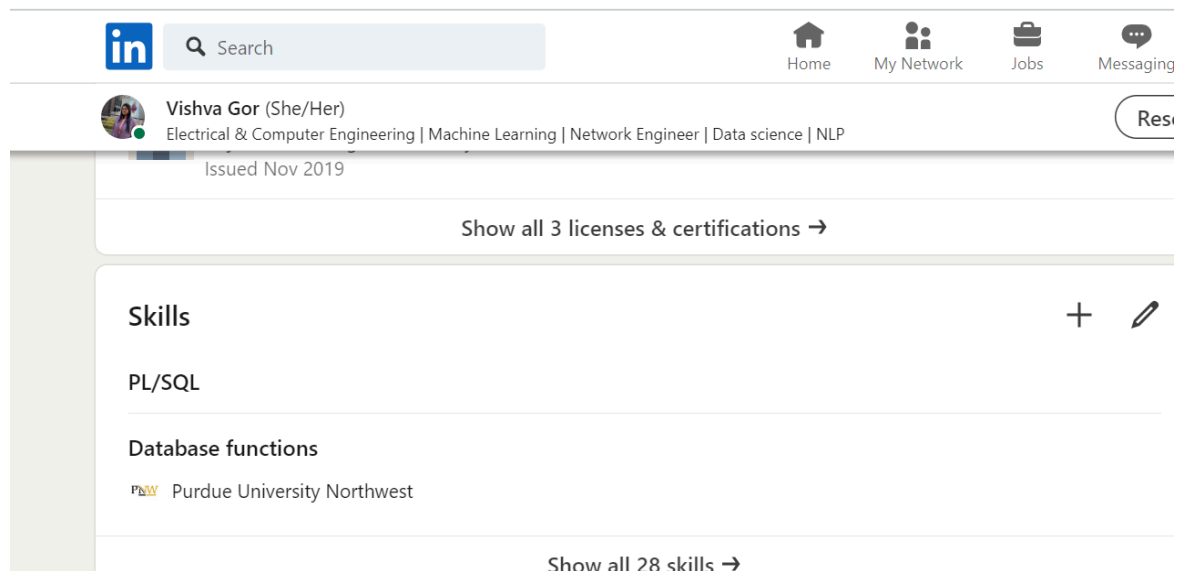 in Search
Home My Network Jobs Messaging
Vishva Gor (She/Her)
Electrical & Computer Engineering | Machine Learning | Network Engineer | Data science | NLP
Issued Nov 2019
Show all 3 licenses & certifications →
Skills
PL/SQL
Database functions
PNW Purdue University Northwest
Show all 28 skills →